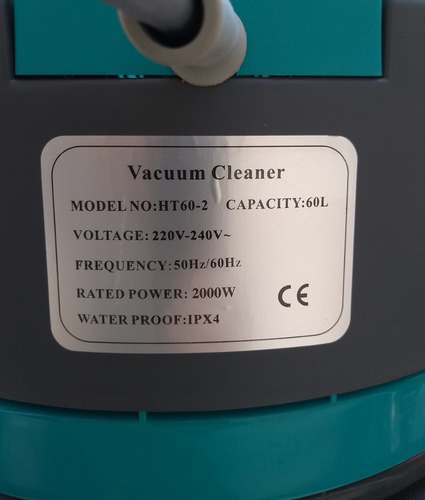 Vacuum Cleaner
MODEL NO:HT60-2 CAPACITY:60L
VOLTAGE: 220V-240V~
FREQUENCY:50Hz/60Hz
RATED POWER: 2000W
CE
WATER PROOF:IPX4